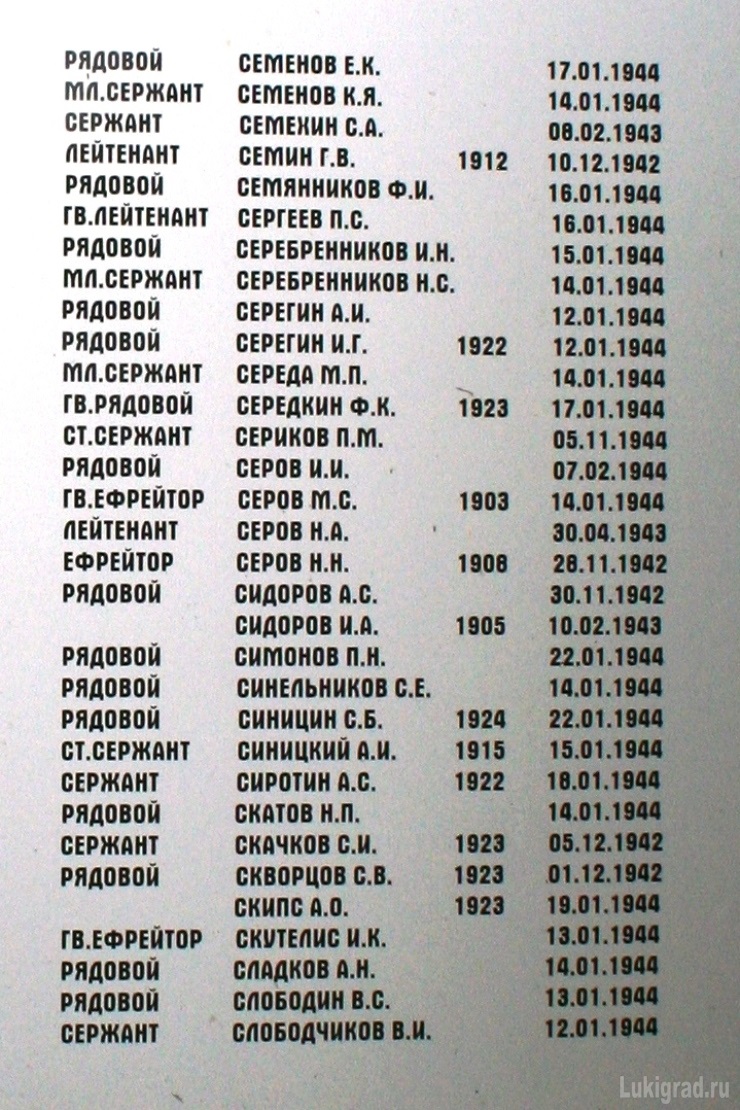 РЯДОВОЙ СЕМЕНОВ Е.К. 17.01.1944
МЛ.СЕРЖАНТ СЕМЕНОВ К.Я. 14.01.1944
СЕРЖАНТ СЕМЕХИН С.А. 08.02.1943
ЛЕЙТЕНАНТ СЕМИН Г.В. 1912 10.12.1942
РЯДОВОЙ СЕМЯННИКОВ Ф.И. 16.01.1944
ГВ.ЛЕЙТЕНАНТ СЕРГЕЕВ П.С. 16.01.1944
РЯДОВОЙ СЕРЕБРЕННИКОВ И.Н. 15.01.1944
МЛ.СЕРЖАНТ СЕРЕБРЕННИКОВ Н.С. 14.01.1944
РЯДОВОЙ СЕРЕГИН А.И. 12.01.1944
РЯДОВОЙ СЕРЕГИН И.Г. 1922 12.01.1944
МЛ.СЕРЖАНТ СЕРЕДА М.П. 14.01.1944
ГВ.РЯДОВОЙ СЕРЕДКИН Ф.К. 1923 17.01.1944
СТ.СЕРЖАНТ СЕРИКОВ П.М. 05.11.1944
РЯДОВОЙ СЕРОВ И.И. 07.02.1944
ГВ.ЕФРЕЙТОР СЕРОВ М.С. 1903 14.01.1944
ЛЕЙТЕНАНТ СЕРОВ Н.А. 30.04.1943
ЕФРЕЙТОР СЕРОВ Н.Н. 1908 28.11.1942
РЯДОВОЙ СИДОРОВ А.С. 30.11.1942
СИДОРОВ И.А. 1905 10.02.1943
РЯДОВОЙ СИМОНОВ П.Н. 22.01.1944
РЯДОВОЙ СИНЕЛЬНИКОВ С.Е. 14.01.1944
РЯДОВОЙ СИНИЦИН С.Б. 1924 22.01.1944
СТ.СЕРЖАНТ СИНИЦКИЙ А.И. 1915 15.01.1944
СЕРЖАНТ СИРОТИН А.С. 1922 18.01.1944
РЯДОВОЙ СКАТОВ Н.П. 14.01.1944
СЕРЖАНТ СКАЧКОВ С.И. 1923 05.12.1942
РЯДОВОЙ СКВОРЦОВ С.В. 1923 01.12.1942
СКИПС А.О. 1923 19.01.1944
ГВ.ЕФРЕЙТОР СКУТЕЛИС И.К. 13.01.1944
РЯДОВОЙ СЛАДКОВ А.Н. 14.01.1944
РЯДОВОЙ СЛОБОДИН В.С. 13.01.1944
СЕРЖАНТ СЛОБОДЧИКОВ В.И. 12.01.1944
Lukigrad.ru